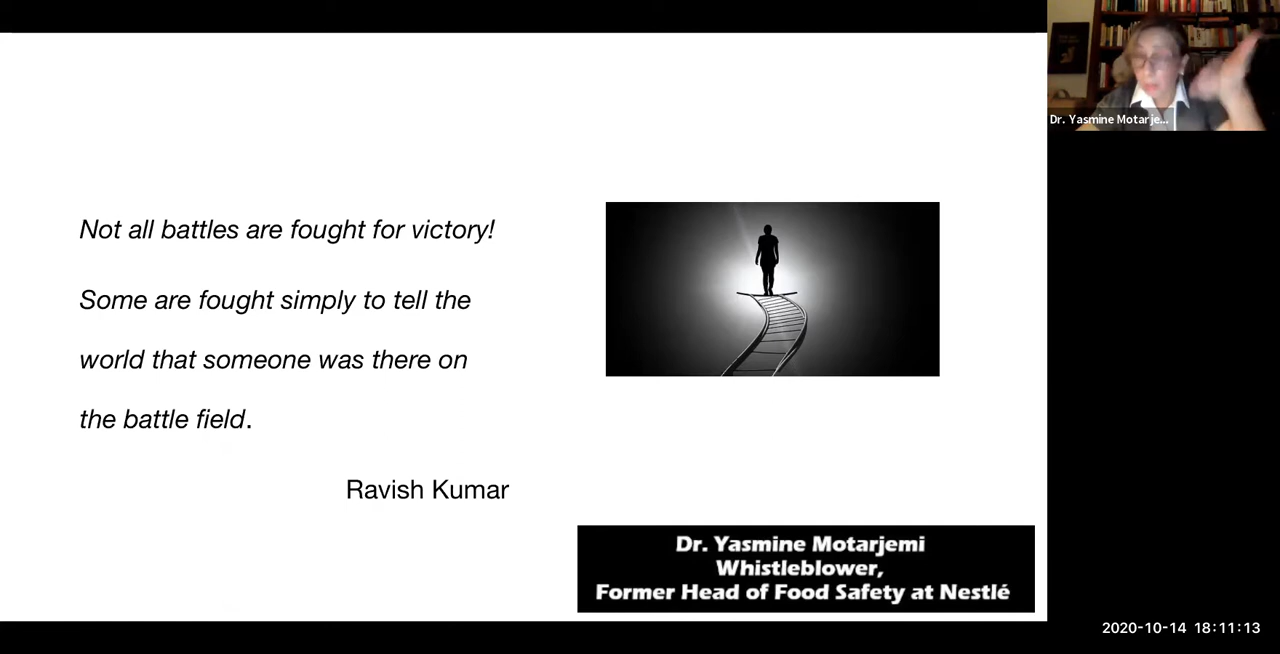 Dr. Yasmine Motarje...
Not all battles are fought for victory!
Some are fought simply to tell the
world that someone was there on
the battle field.
Ravish Kumar
Dr. Yasmine Motarjemi
Whistleblower,
Former Head of Food Safety at Nestlé
2020-10-14 18:11:13